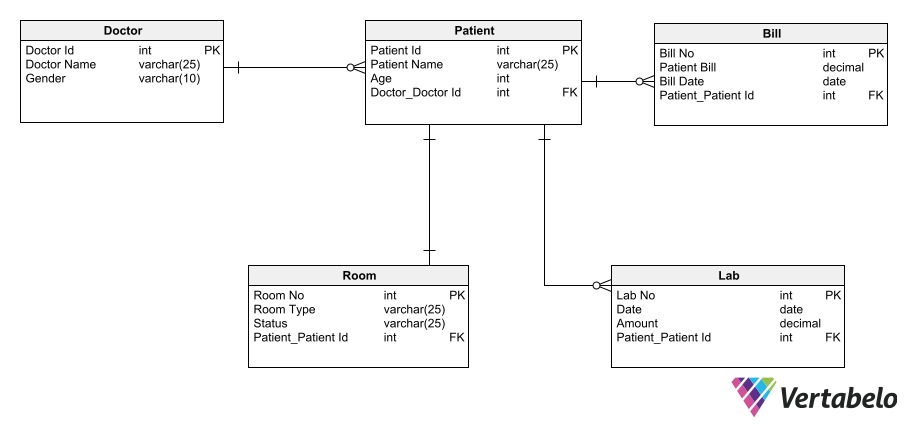 Doctor
Doctor Id int PK
Doctor Name varchar(25)
Gender varchar(10)
Patient
Patient Id int PK
Patient Name varchar(25)
Age int
Doctor_Doctor Id int FK
Bill
Bill No int PK
Patient Bill decimal
Bill Date date
Patient_Patient Id int FK
Room
Room No int PK
Room Type varchar(25)
Status varchar(25)
Patient_Patient Id int FK
Lab
Lab No int PK
Date date
Amount decimal
Patient_Patient Id int FK
Vertabelo